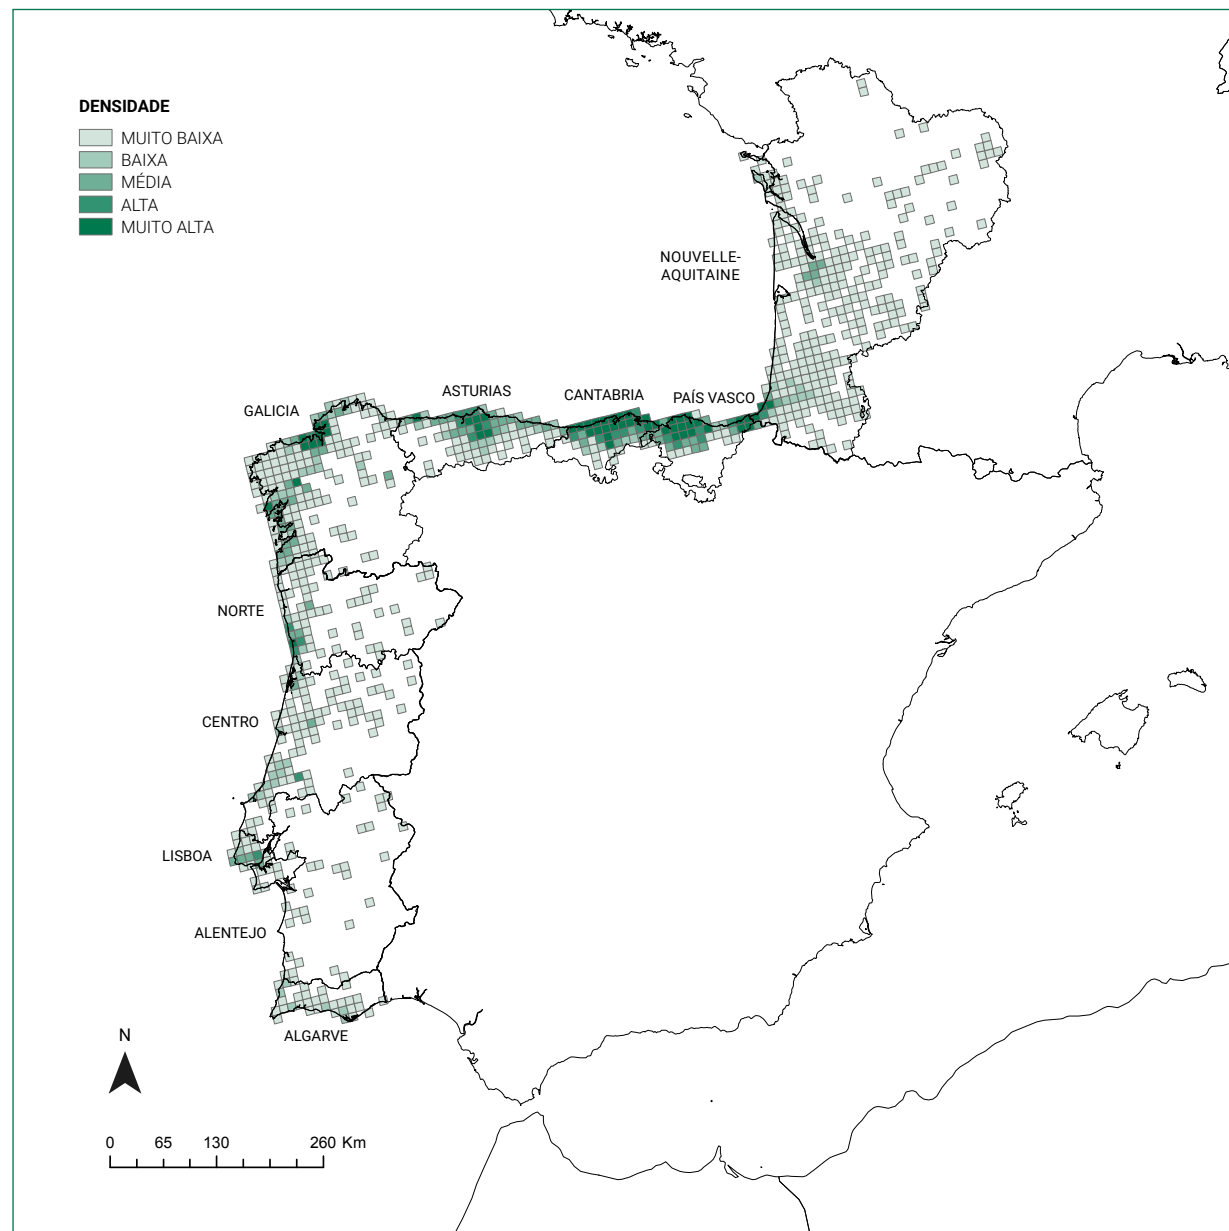 DENSIDADE
MUITO BAIXA
BAIXA
MÉDIA
ALTA
MUITO ALTA
NOUVELLE-
AQUITAINE
ASTURIAS
CANTABRIA
PAÍS VASCO
GALICIA
NORTE
CENTRO
LISBOA
ALENTEJO
ALGARVE
N
0 65 130 260 Km